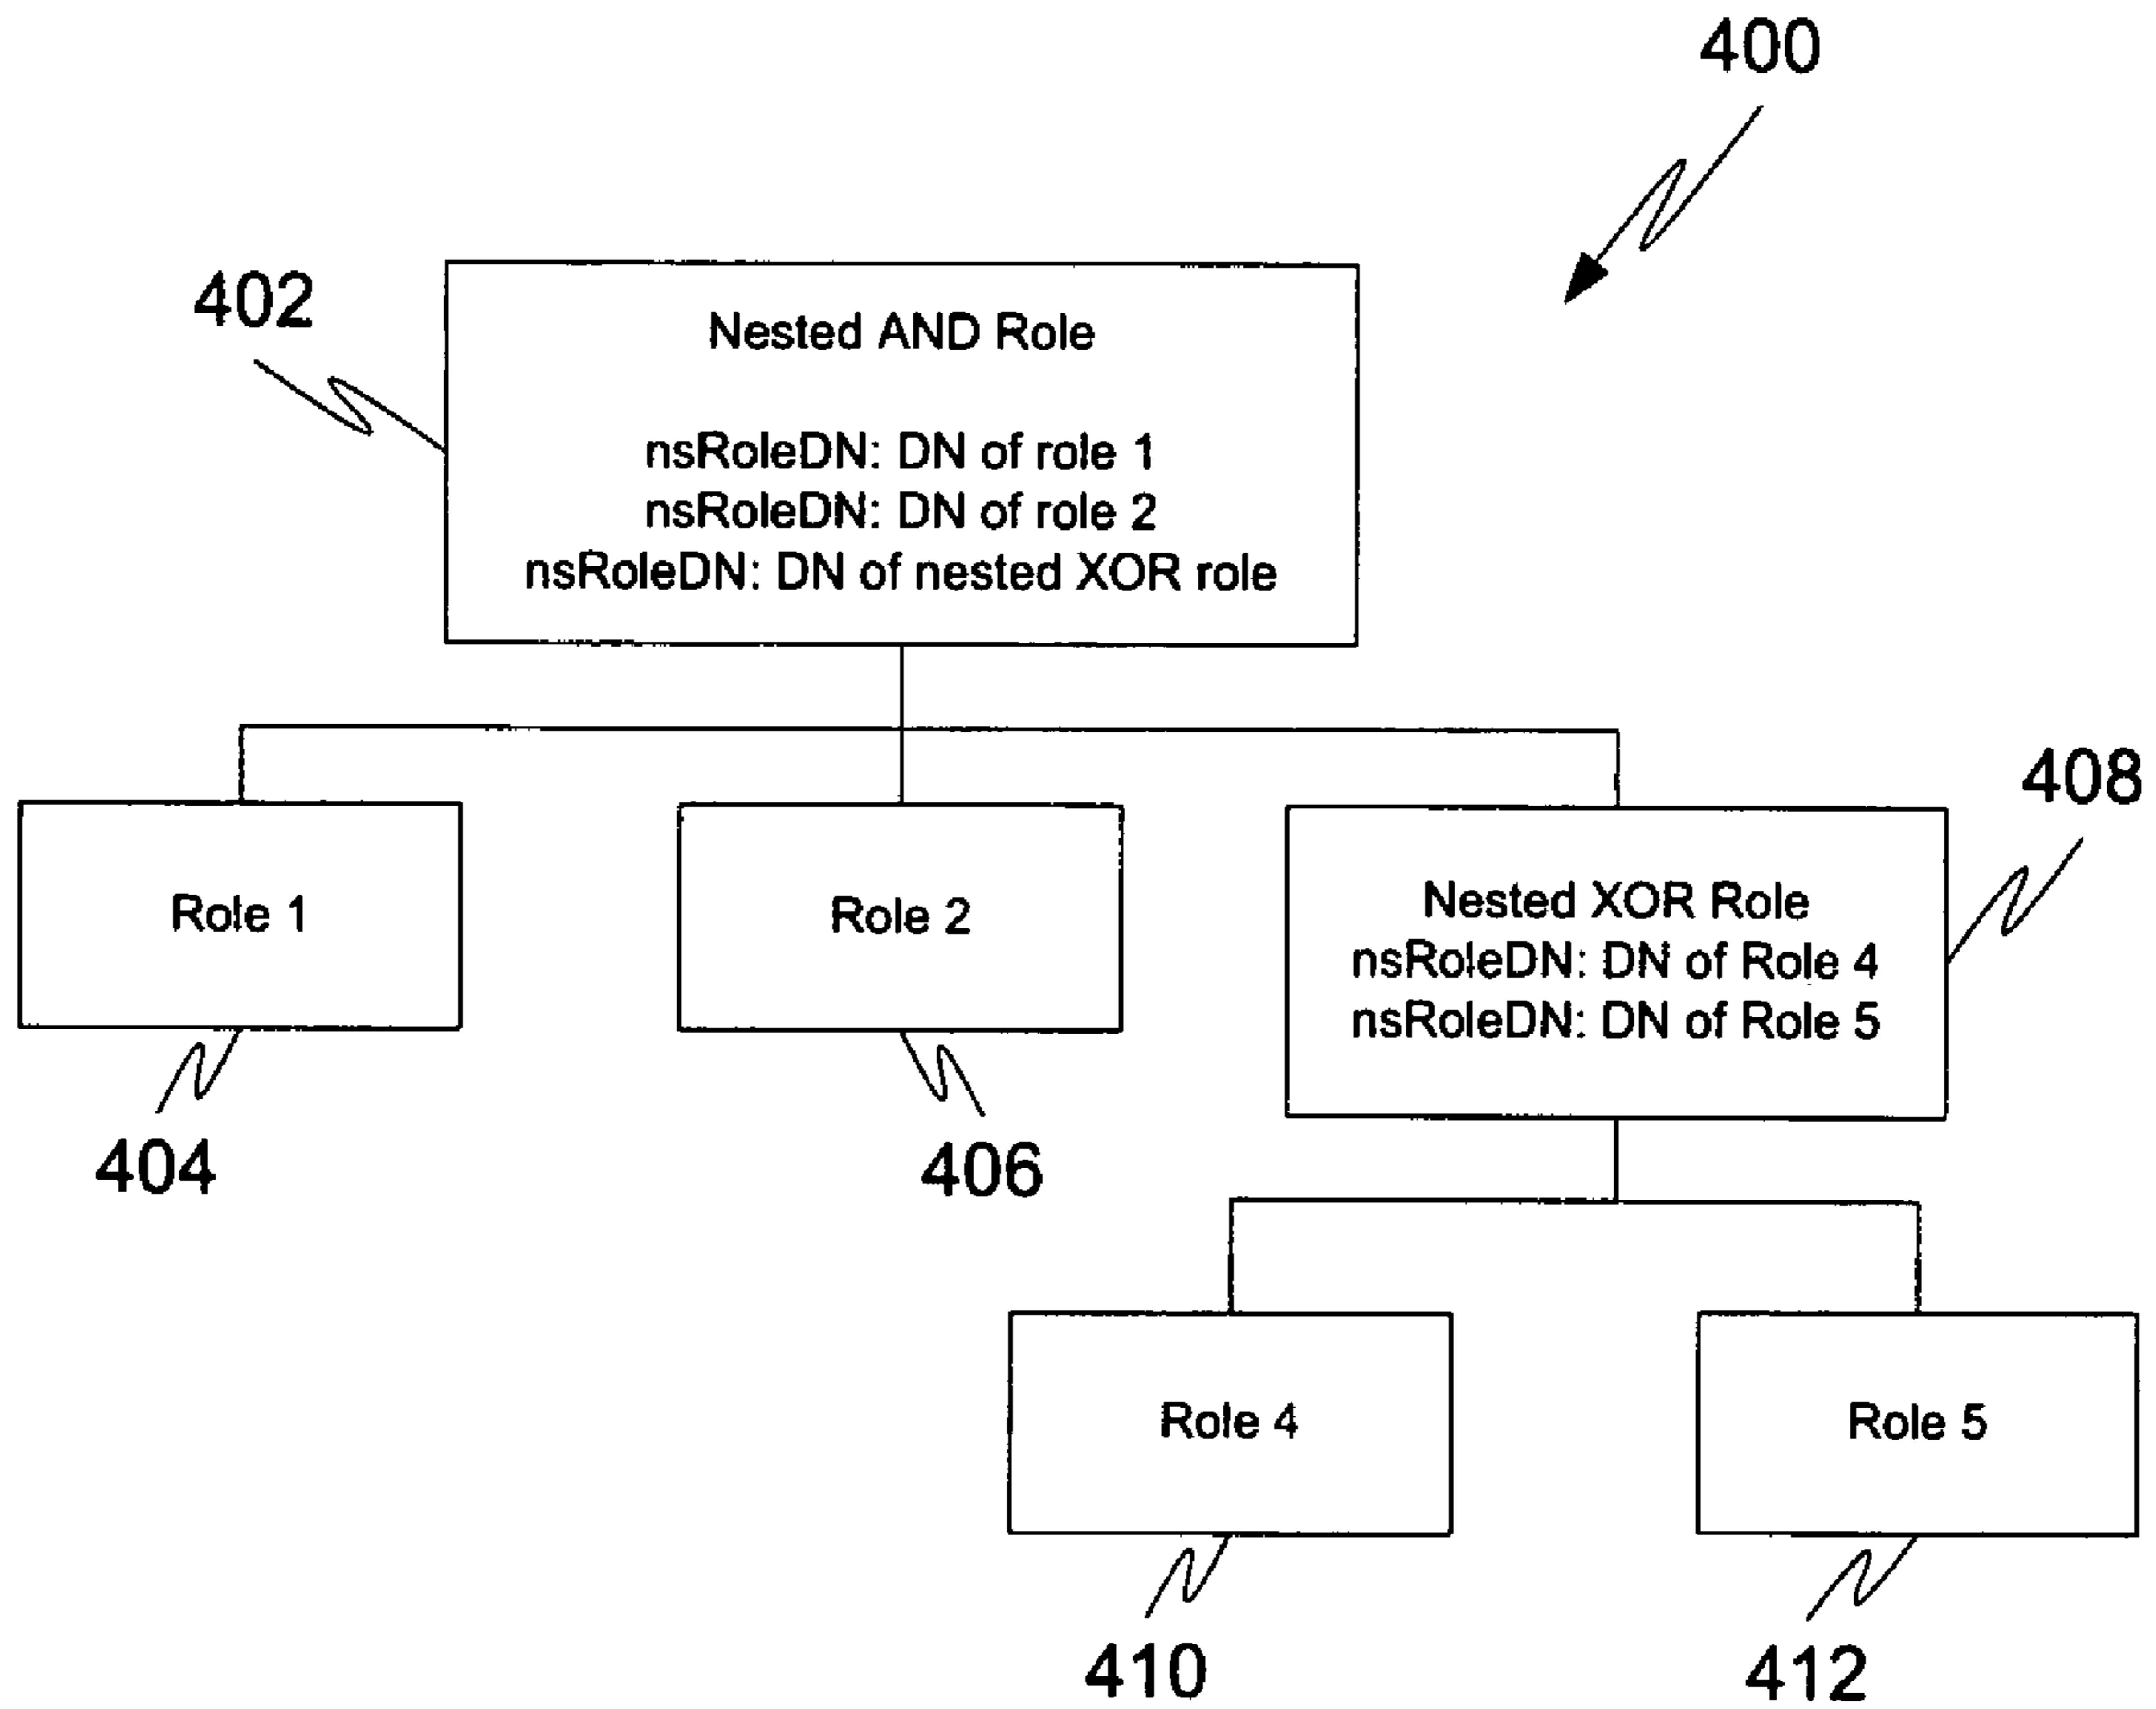 400
402
Nested AND Role
nsRoleDN: DN of role 1
nsRoleDN: DN of role 2
nsRoleDN: DN of nested XOR role
408
Role 1
Role 2
Nested XOR Role
nsRoleDN: DN of Role 4
nsRoleDN: DN of Role 5
404
406
Role 4
Role 5
410
412